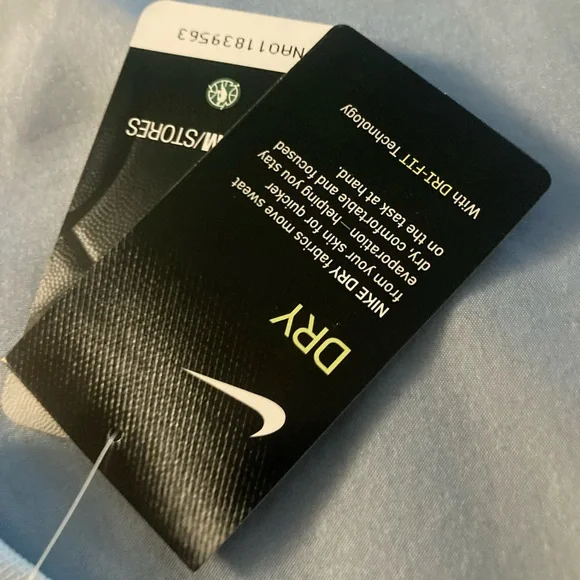 DRY
NIKE DRY fabrics move sweat
from your skin for quicker
evaporation—helping you stay
dry, comfortable and focused
on the task at hand.
With DRI-FIT Technology
M/STORES
NA011839563